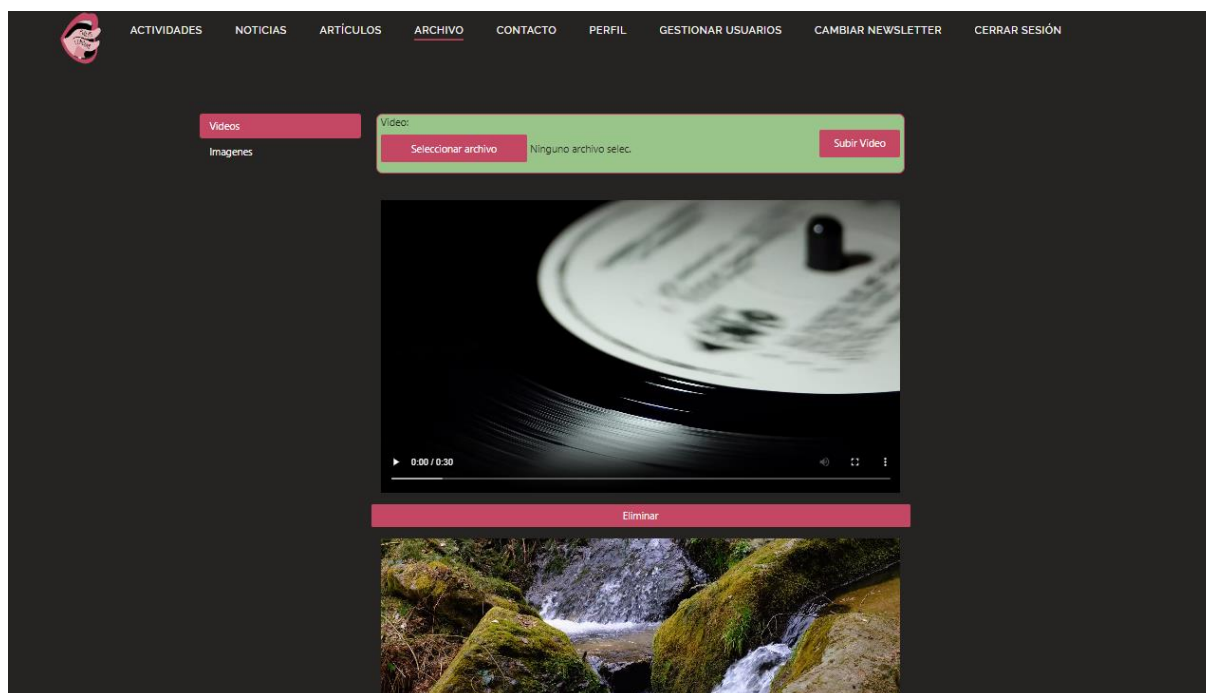 ACTIVIDADES NOTICIAS ARTÍCULOS ARCHIVO CONTACTO PERFIL GESTIONAR USUARIOS CAMBIAR NEWSLETTER CERRAR SESIÓN
Videos
Imagenes
Video:
Seleccionar archivo Ninguno archivo selec.
Subir Video
0:00 / 0:30
Eliminar